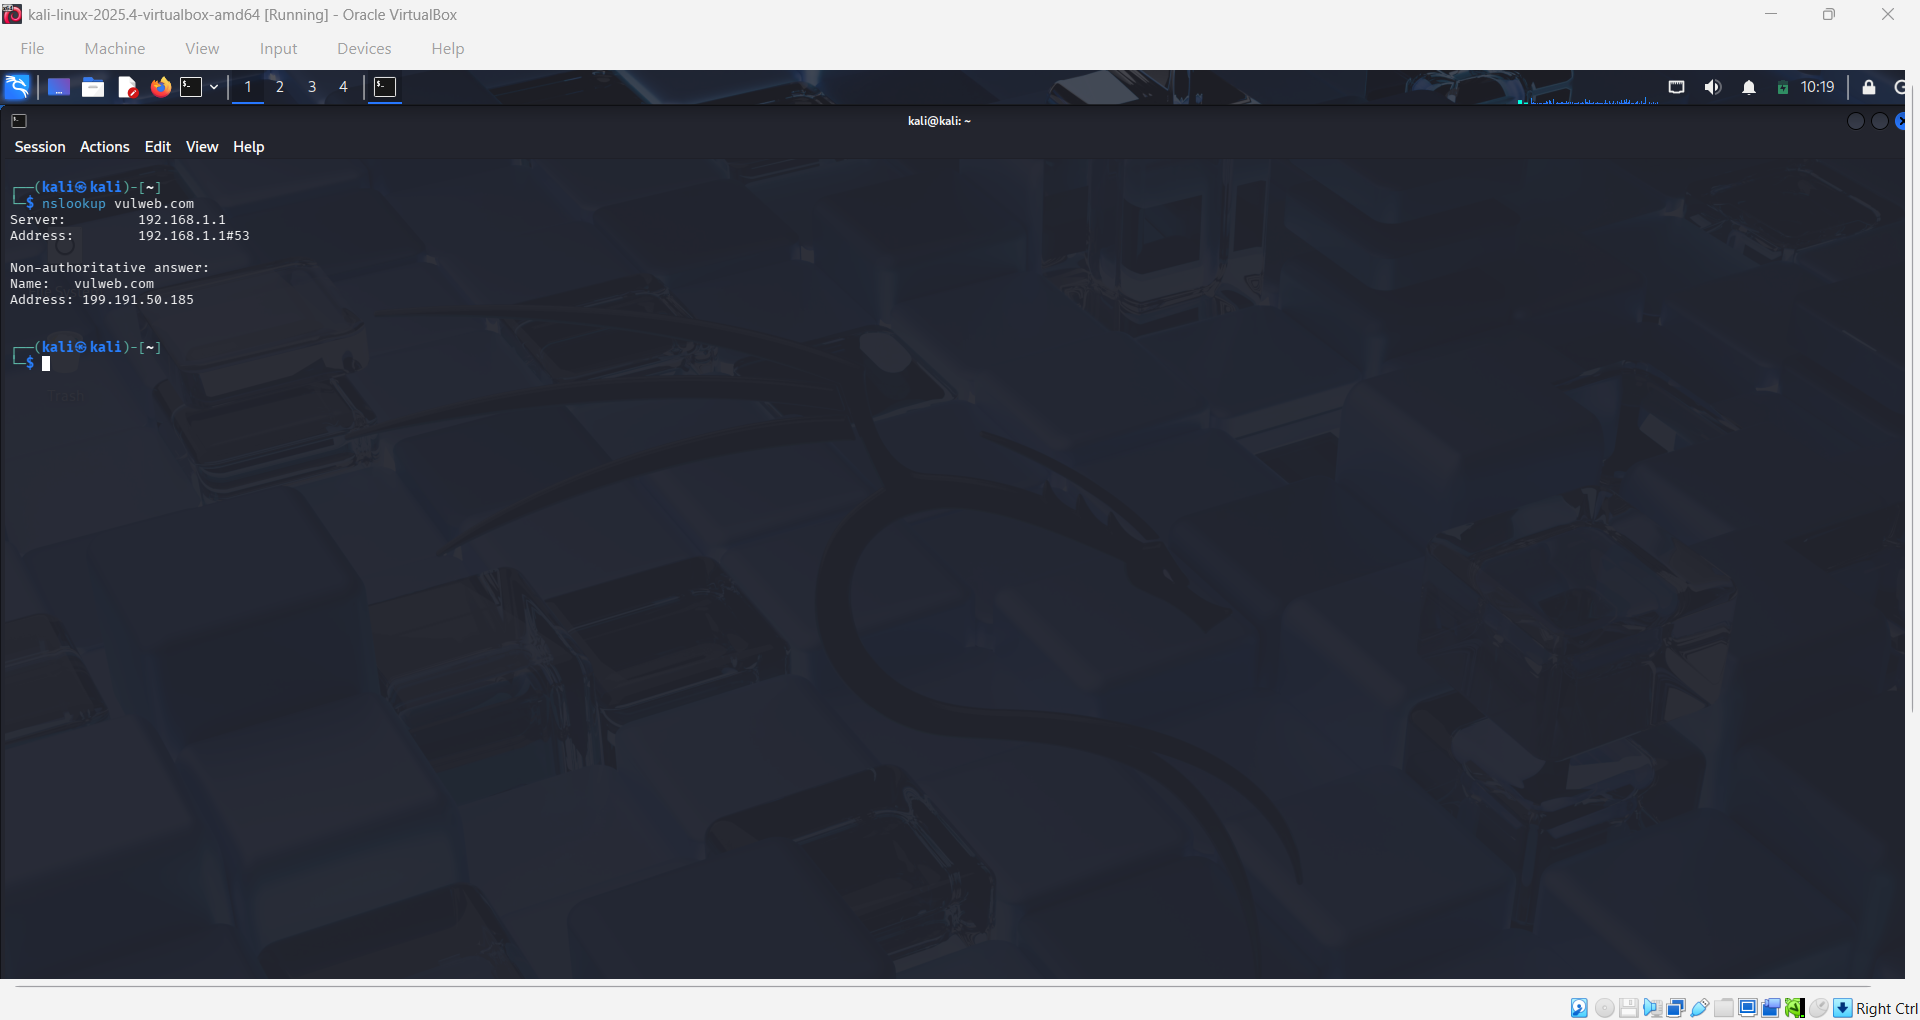 kali-linux-2025.4-virtualbox-amd64 [Running] - Oracle VirtualBox
File Machine View Input Devices Help
1 2 3 4 10:19
kali@kali: ~
Session Actions Edit View Help
┌──(kali㉿kali)-[~]
└─$ nslookup vulweb.com
Server: 192.168.1.1
Address: 192.168.1.1#53
Non-authoritative answer:
Name: vulweb.com
Address: 199.191.50.185
┌──(kali㉿kali)-[~]
└─$
Trash
Right Ctrl